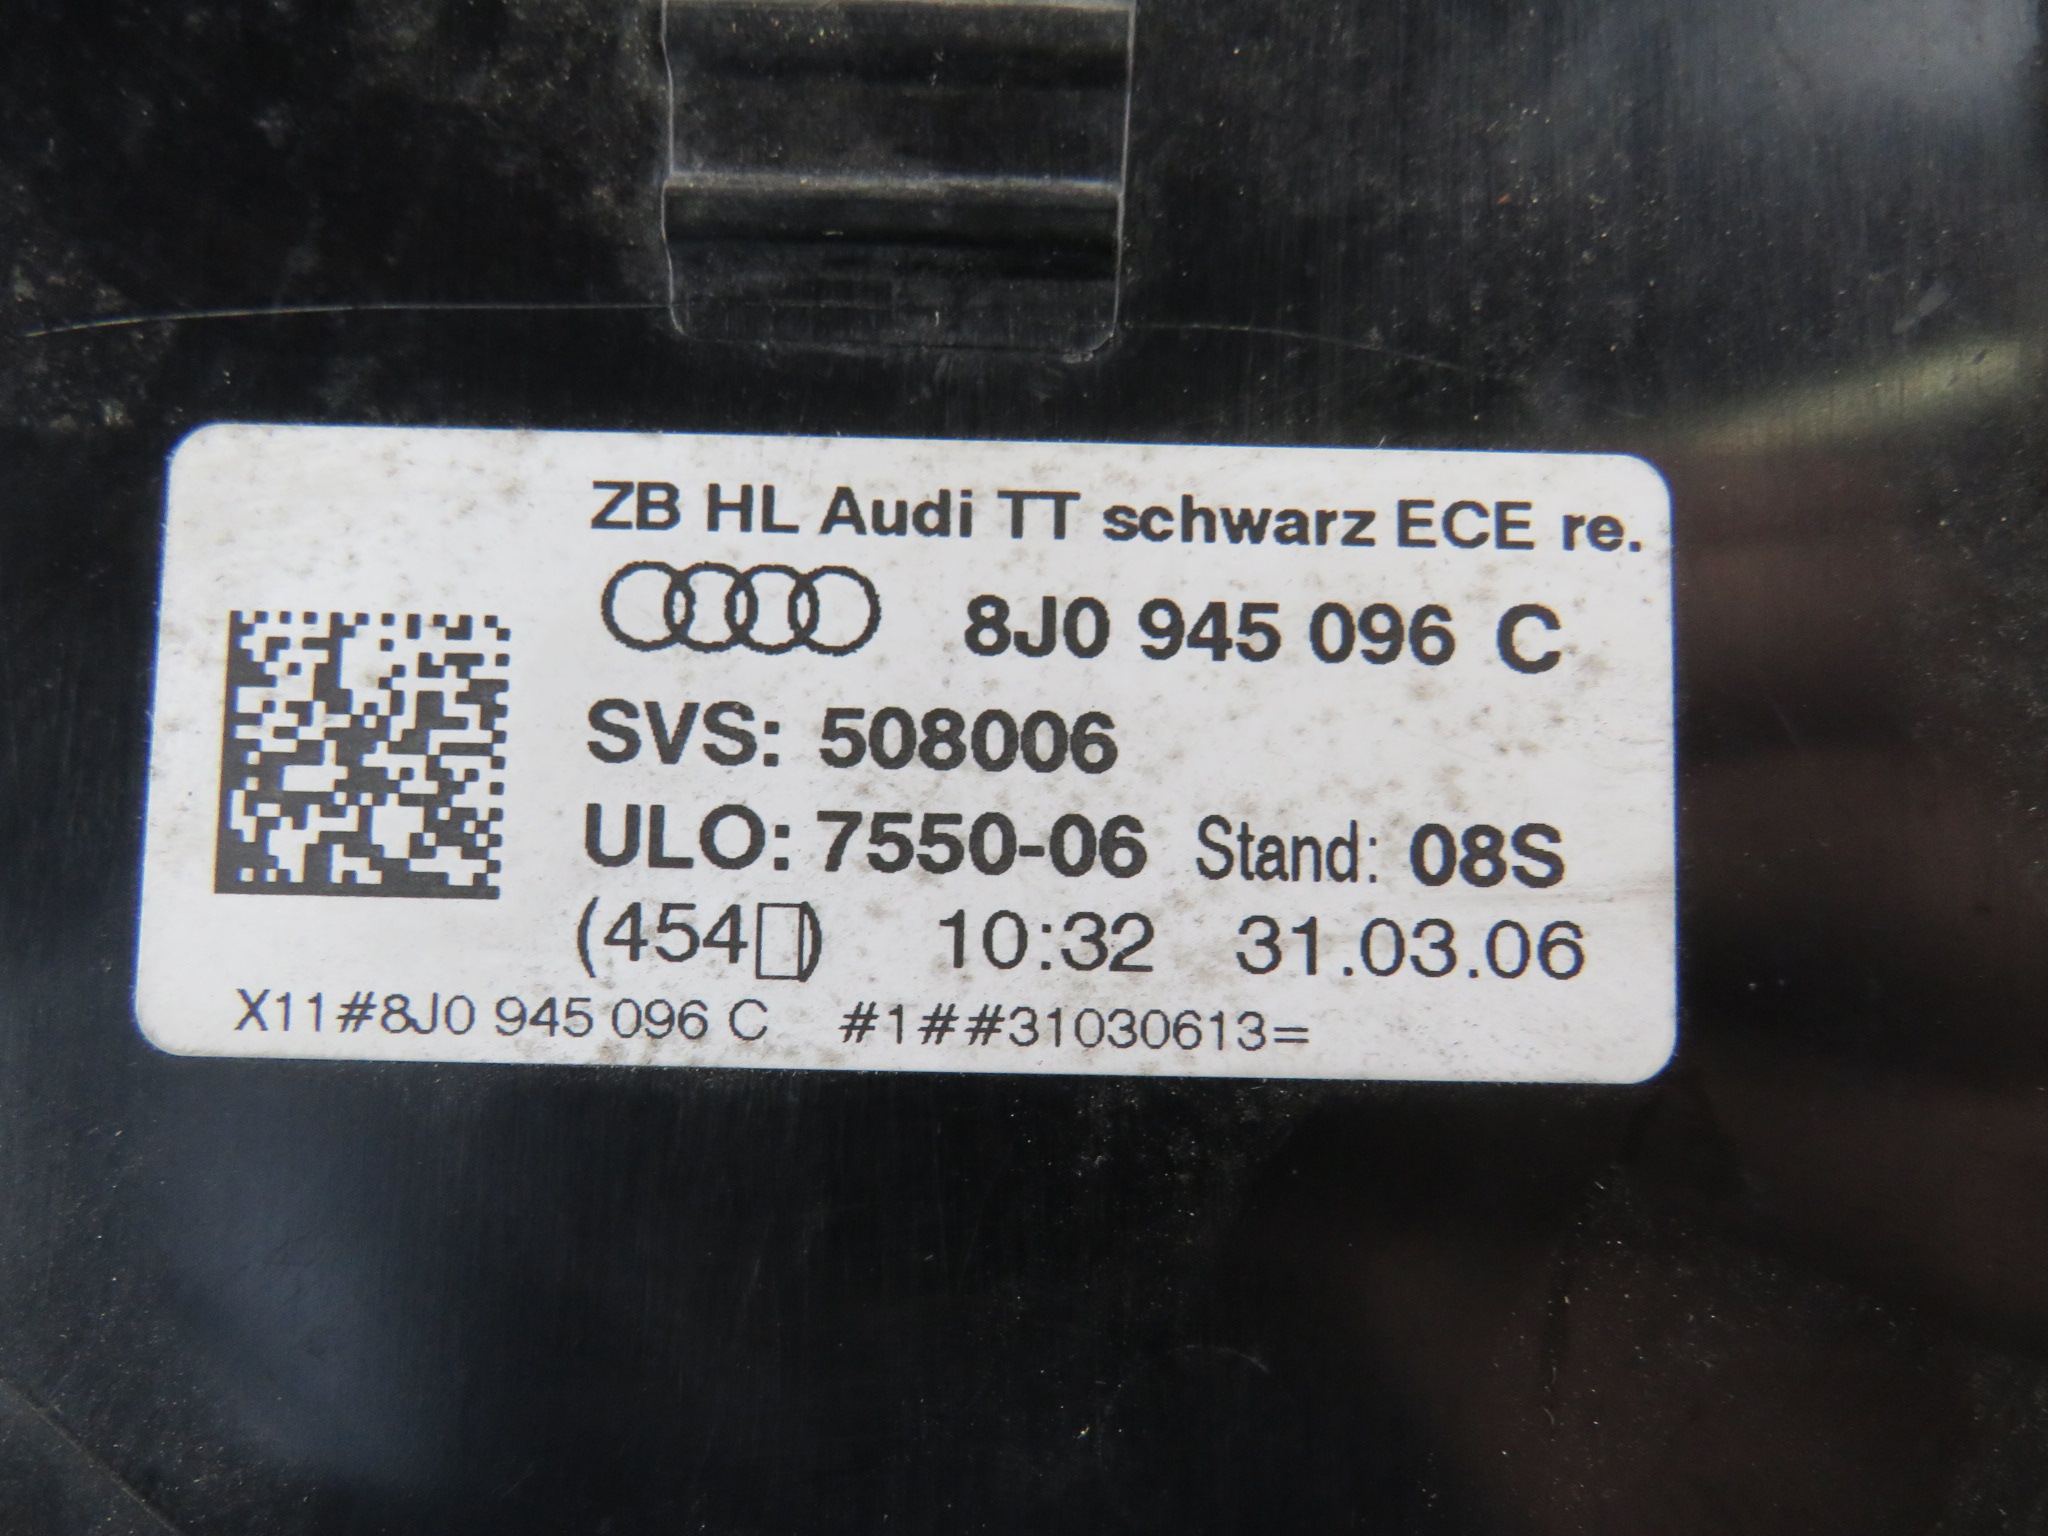 ZB HL Audi TT schwarz ECE re.
8J0 945 096 C
SVS: 508006
ULO: 7550-06 Stand: 08S
(454▯) 10:32 31.03.06
X11#8J0 945 096 C #1##31030613=